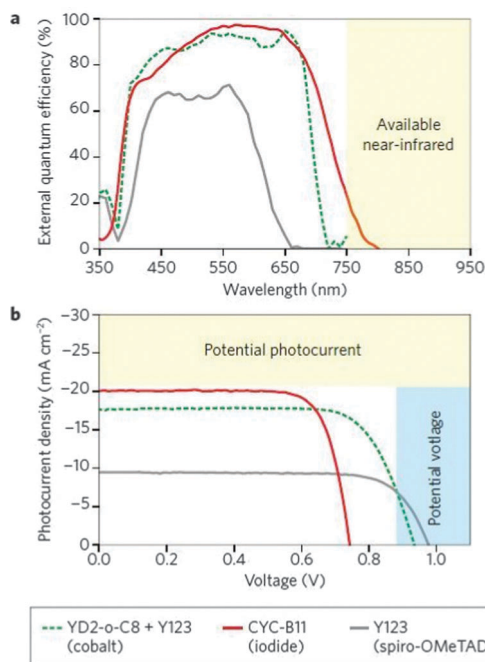 a
External quantum efficiency (%)
100
80
60
40
20
0
Available
near-infrared
350
450
550
650
750
850
950
Wavelength (nm)
b
Photocurrent density (mA cm⁻²)
−30
−25
−20
−15
−10
−5
0
Potential photocurrent
Potential votlage
0.0
0.2
0.4
0.6
0.8
1.0
Voltage (V)
YD2-o-C8 + Y123
(cobalt)
CYC-B11
(iodide)
Y123
(spiro-OMeTAD